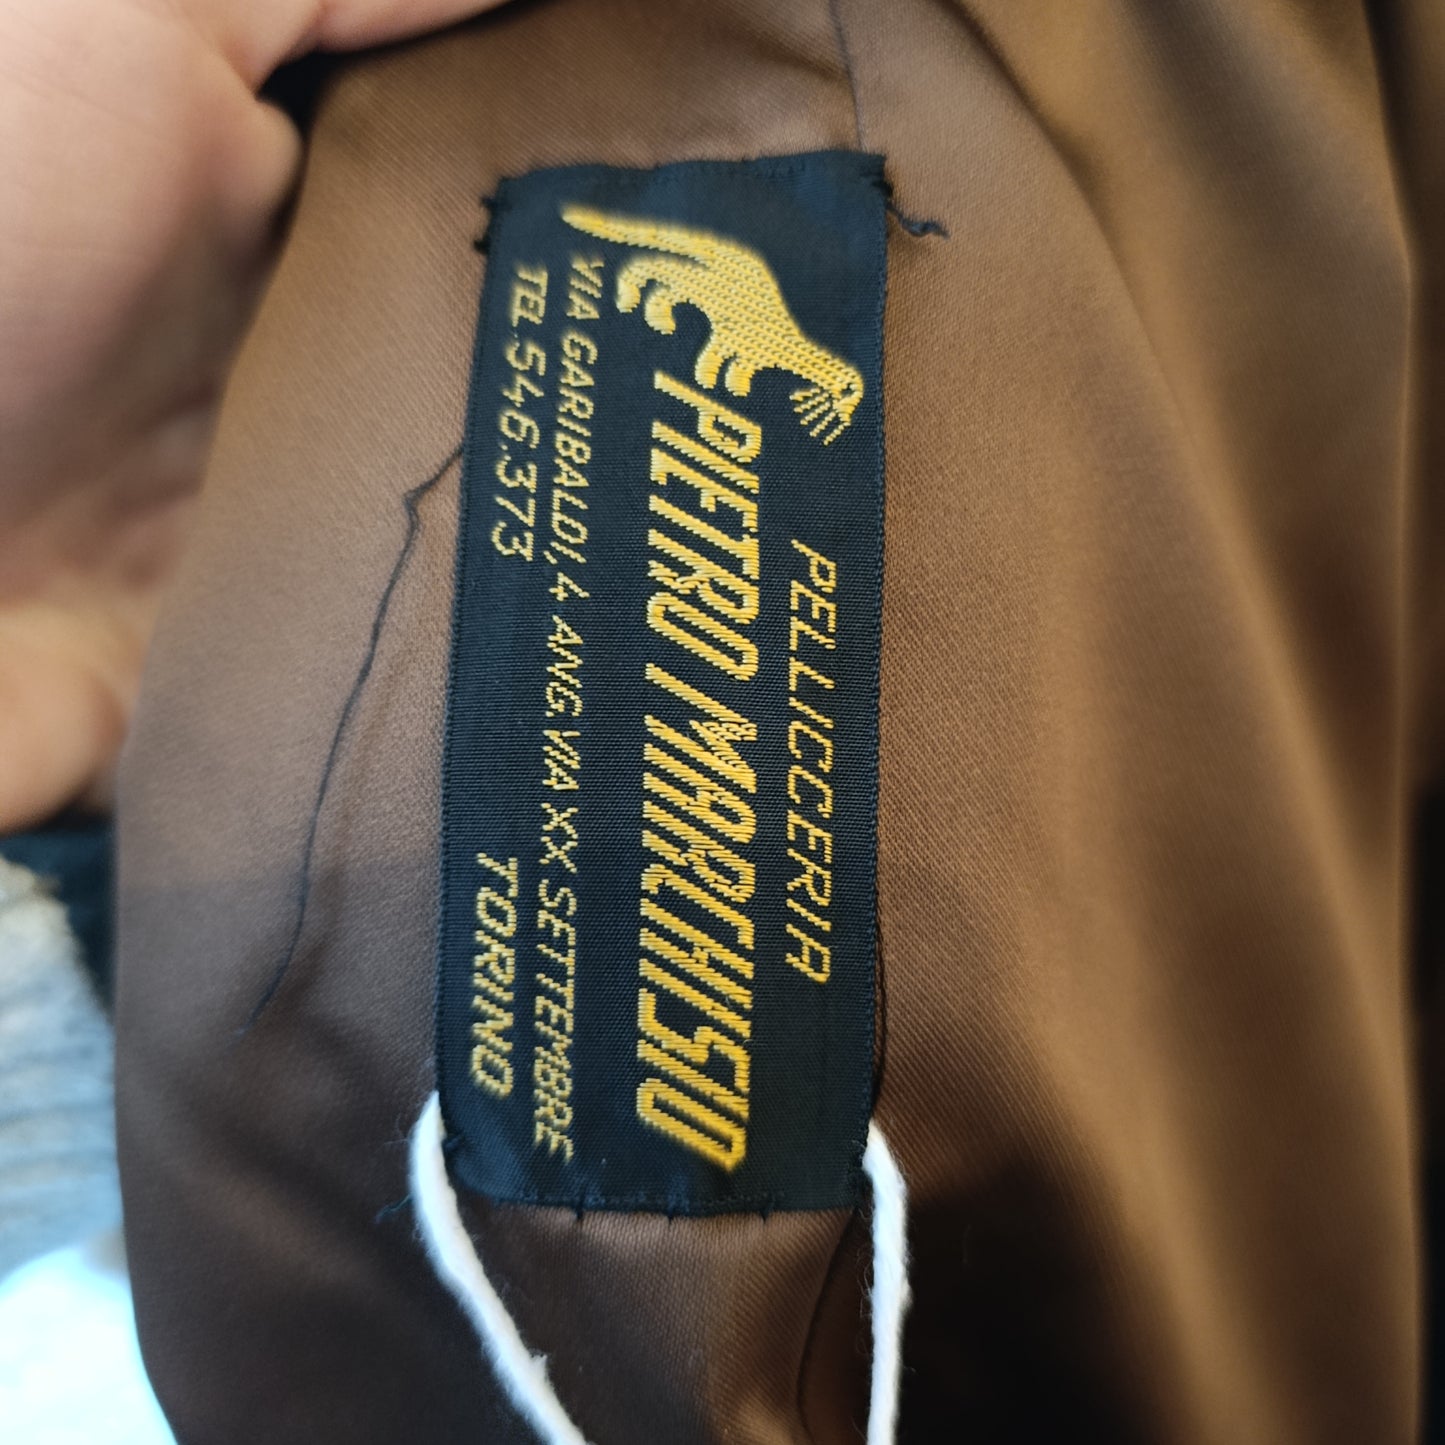 PELLICCERIA
PIETRO MARCHISIO
VIA GARIBALDI, 4 ANG. VIA XX SETTEMBRE
TEL.546.373 TORINO